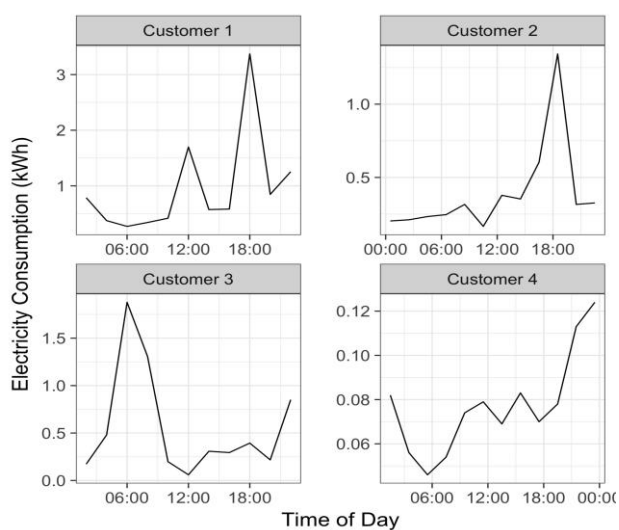 Customer 1
Customer 2
3
2
1
1.0
0.5
06:00 12:00 18:00
00:00 06:00 12:00 18:00
Customer 3
Customer 4
1.5
1.0
0.5
0.0
0.12
0.10
0.08
0.06
06:00 12:00 18:00
06:00 12:00 18:00 00:00
Electricity Consumption (kWh)
Time of Day